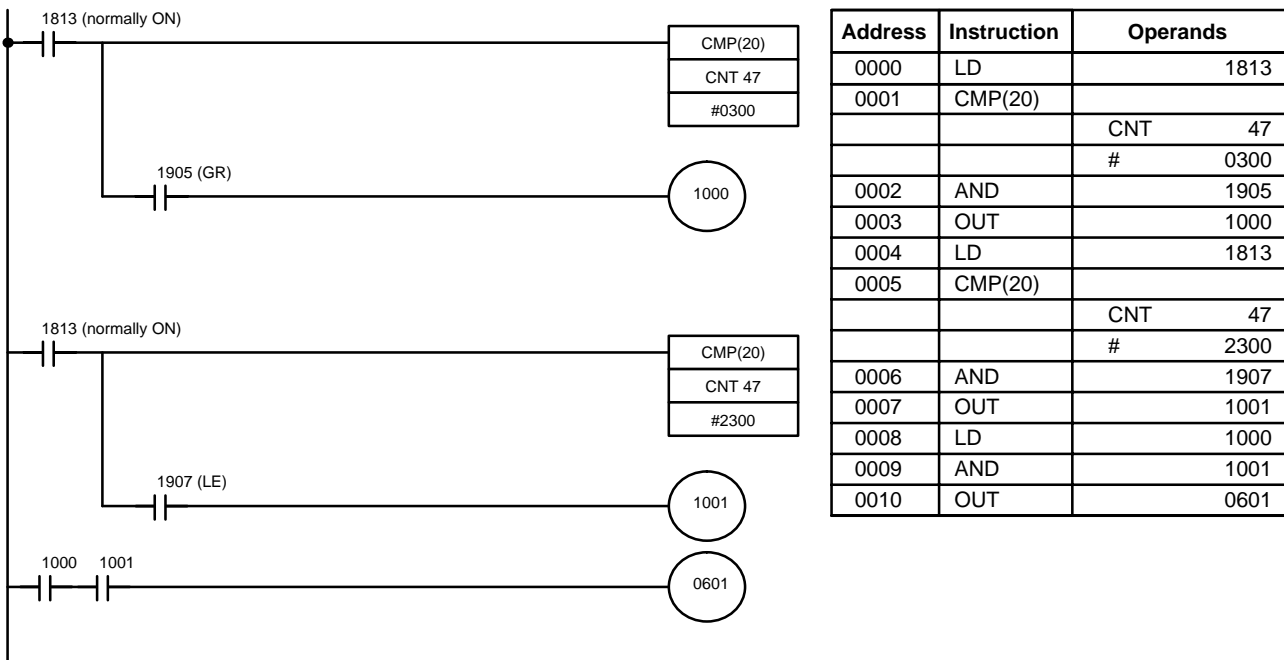 1813 (normally ON)
CMP(20)
CNT 47
#0300
1905 (GR)
1000
1813 (normally ON)
CMP(20)
CNT 47
#2300
1907 (LE)
1001
1000 1001
0601
Address Instruction Operands
0000 LD 1813
0001 CMP(20)
CNT 47
# 0300
0002 AND 1905
0003 OUT 1000
0004 LD 1813
0005 CMP(20)
CNT 47
# 2300
0006 AND 1907
0007 OUT 1001
0008 LD 1000
0009 AND 1001
0010 OUT 0601